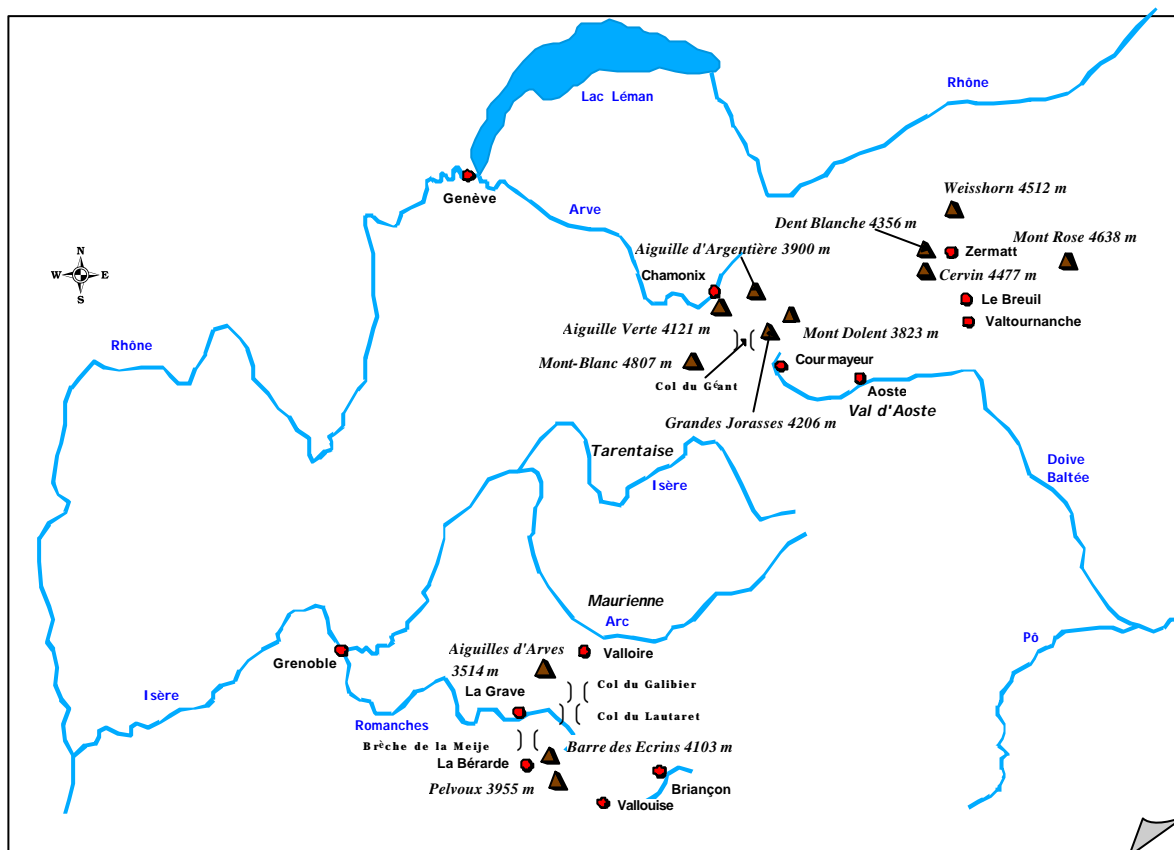 Lac Léman
Rhône
Genève
Weisshorn 4512 m
Arve
Dent Blanche 4356 m
Mont Rose 4638 m
Aiguille d'Argentière 3900 m
Zermatt
N
W E
S
Chamonix
Cervin 4477 m
Le Breuil
Valtournanche
Aiguille Verte 4121 m
Mont Dolent 3823 m
Rhône
Mont-Blanc 4807 m
Courmayeur
Col du Géant
Aoste
Val d'Aoste
Grandes Jorasses 4206 m
Tarentaise
Isère
Doive
Baltée
Maurienne
Arc
Pô
Aiguilles d'Arves
3514 m
Valloire
Grenoble
Col du Galibier
La Grave
Isère
Romanches
Col du Lautaret
Brèche de la Meije
Barre des Ecrins 4103 m
La Bérarde
Pelvoux 3955 m
Briançon
Vallouise